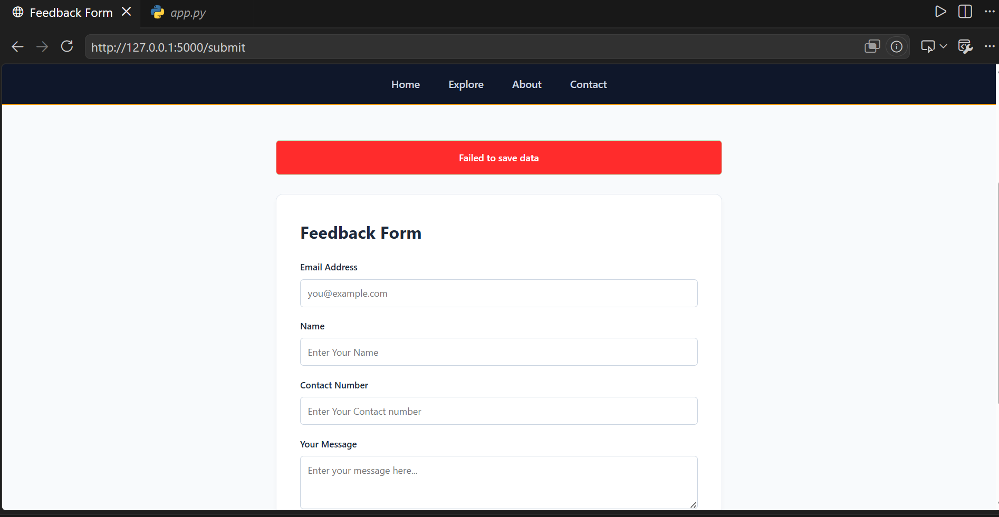 Feedback Form
app.py
http://127.0.0.1:5000/submit
Home Explore About Contact
Failed to save data
Feedback Form
Email Address
you@example.com
Name
Enter Your Name
Contact Number
Enter Your Contact number
Your Message
Enter your message here...